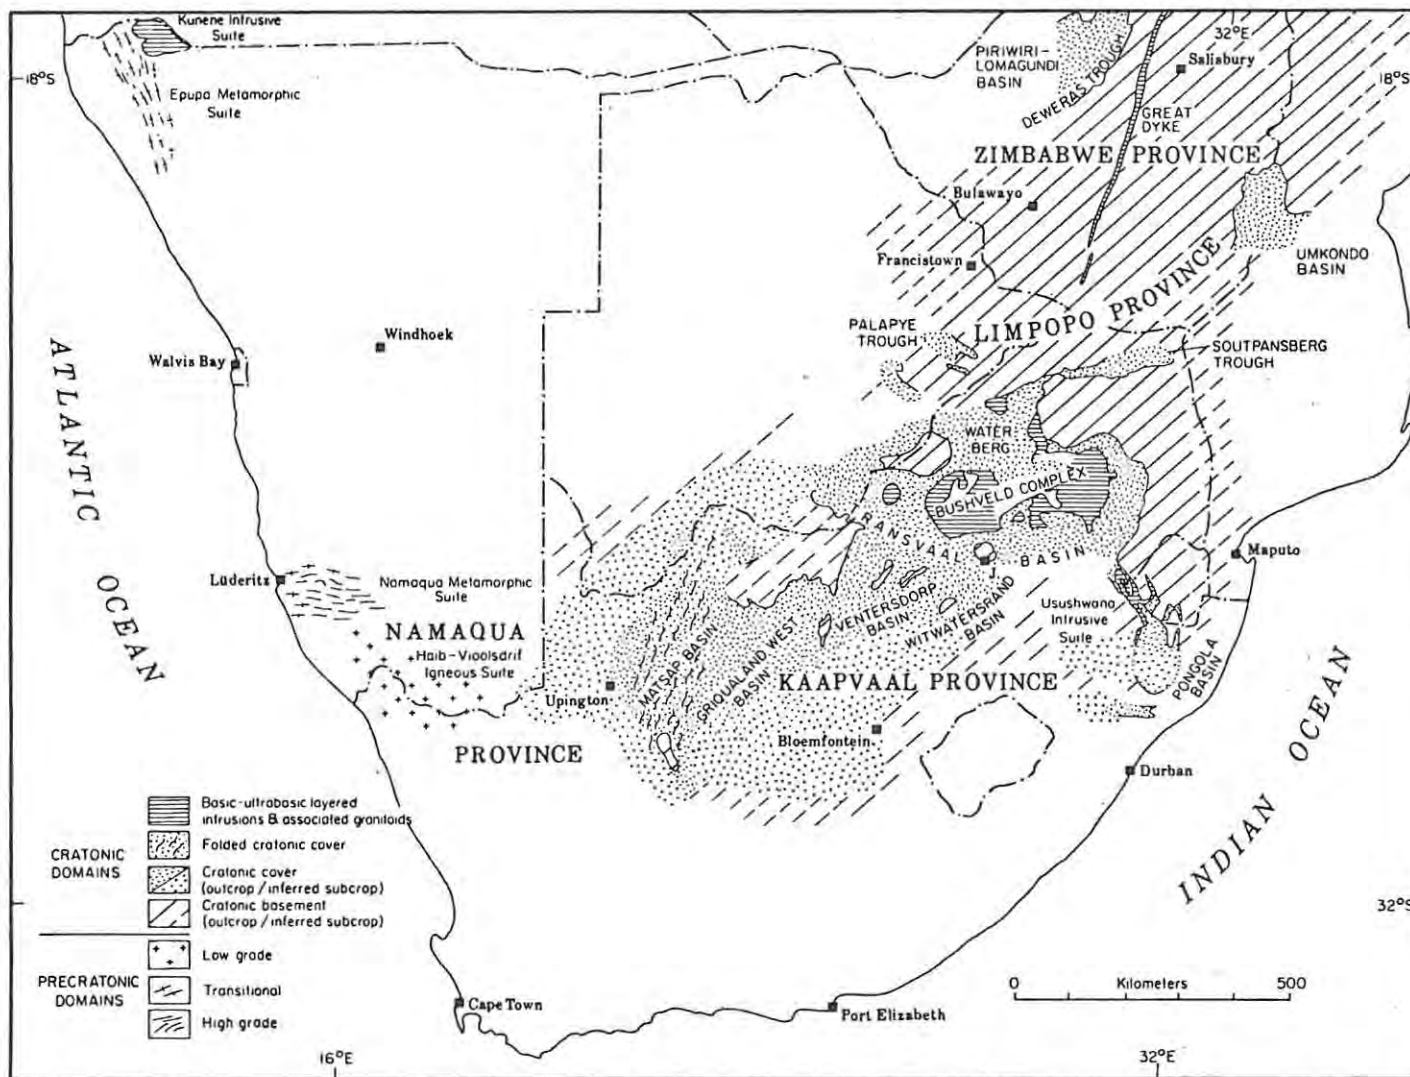 Kunene Intrusive
Suite
18°S
Epupa Metamorphic
Suite
PIRIWIRI-
LOMAGUNDI
BASIN
DEWERAS TROUGH
32°E
Salisbury
18°S
GREAT
DYKE
ZIMBABWE PROVINCE
Bulawayo
Francistown
UMKONDO
BASIN
LIMPOPO PROVINCE
PALAPYE
TROUGH
SOUTPANSBERG
TROUGH
Windhoek
Walvis Bay
ATLANTIC OCEAN
WATER
BERG
BUSHVELD COMPLEX
RANSVAAL BASIN
J
Maputo
Lüderitz
Namaqua Metamorphic
Suite
NAMAQUA
Haib-Vioolsdrif
Igneous Suite
PROVINCE
Upington
MATSAP BASIN
GRIQUALAND WEST
BASIN
VENTERSDORP
BASIN
WITWATERSRAND
BASIN
Usushwana
Intrusive
Suite
PONGOLA
BASIN
KAAPVAAL PROVINCE
Bloemfontein
Durban
INDIAN OCEAN
CRATONIC
DOMAINS
Basic-ultrabasic layered
intrusions & associated granitoids
Folded cratonic cover
Cratonic cover
(outcrop/inferred subcrop)
Cratonic basement
(outcrop/inferred subcrop)
PRECRATONIC
DOMAINS
Low grade
Transitional
High grade
32°S
0 Kilometers 500
Cape Town
Port Elizabeth
16°E
32°E